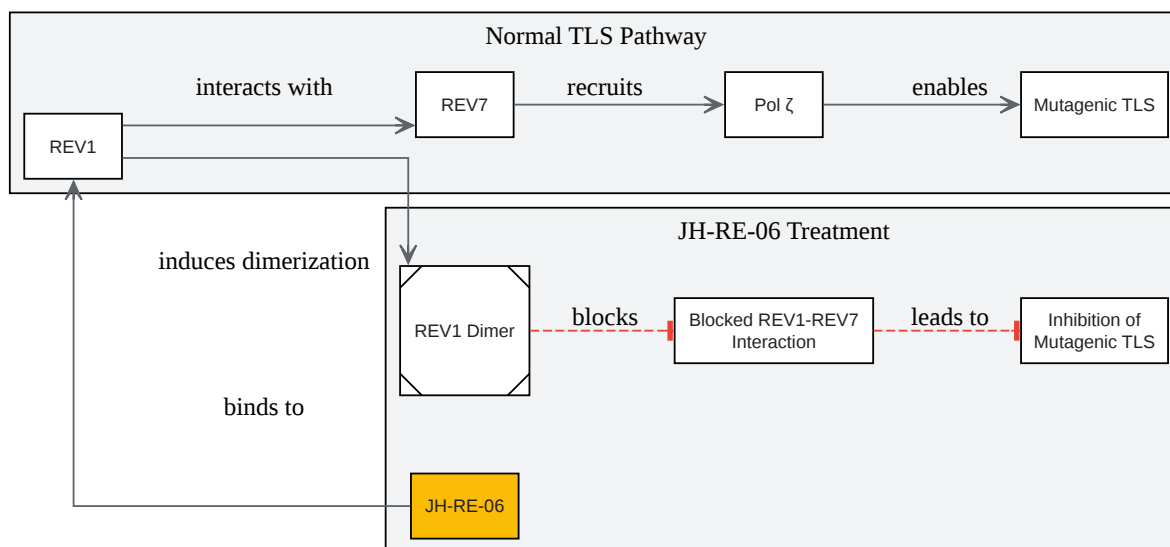 Normal TLS Pathway
interacts with
recruits
enables
REV7
Pol ζ
Mutagenic TLS
REV1
JH-RE-06 Treatment
induces dimerization
REV1 Dimer
blocks
Blocked REV1-REV7
Interaction
leads to
Inhibition of
Mutagenic TLS
binds to
JH-RE-06